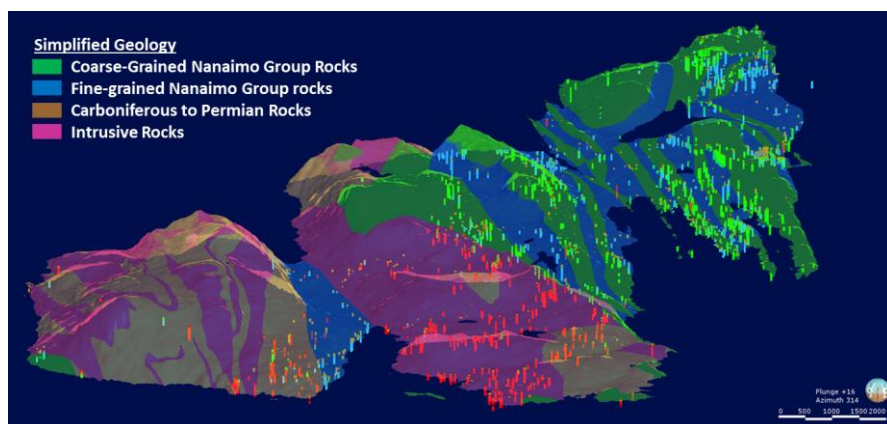 Simplified Geology
Coarse-Grained Nanaimo Group Rocks
Fine-grained Nanaimo Group rocks
Carboniferous to Permian Rocks
Intrusive Rocks
Plunge +16
Azimuth 314
0 500 1000 1500 2000